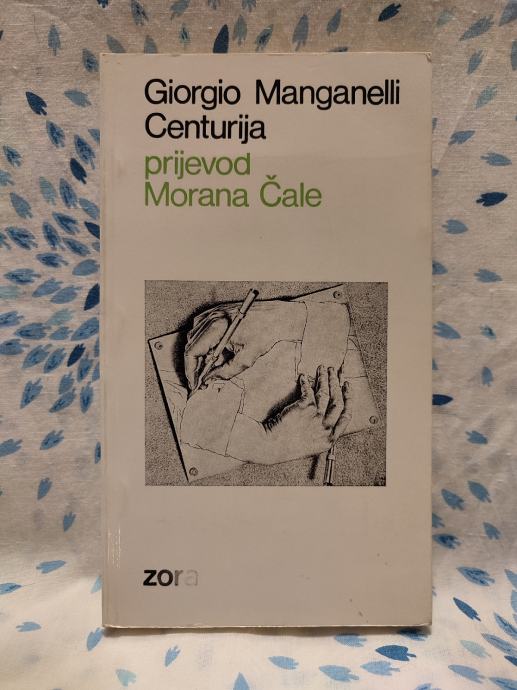 Giorgio Manganelli
Centurija
prijevod
Morana Čale
zora